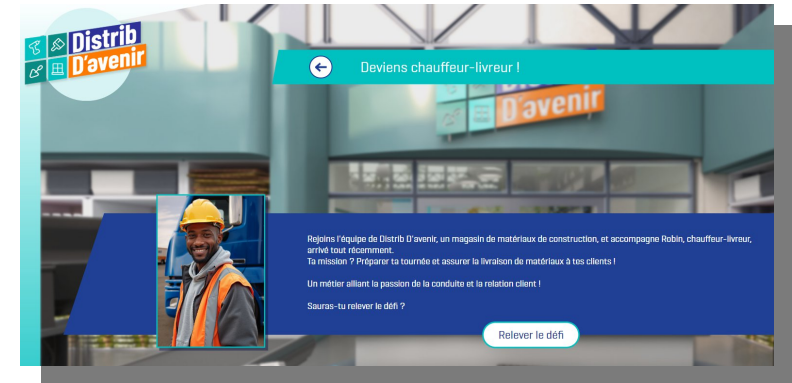 Distrib
D'avenir
Deviens chauffeur-livreur !
Distrib
D'avenir
Rejoins l'équipe de Distrib D'avenir, un magasin de matériaux de construction, et accompagne Robin, chauffeur-livreur,
arrivé tout récemment.
Ta mission ? Préparer ta tournée et assurer la livraison de matériaux à tes clients !
Un métier alliant la passion de la conduite et la relation client !
Sauras-tu relever le défi ?
Relever le défi